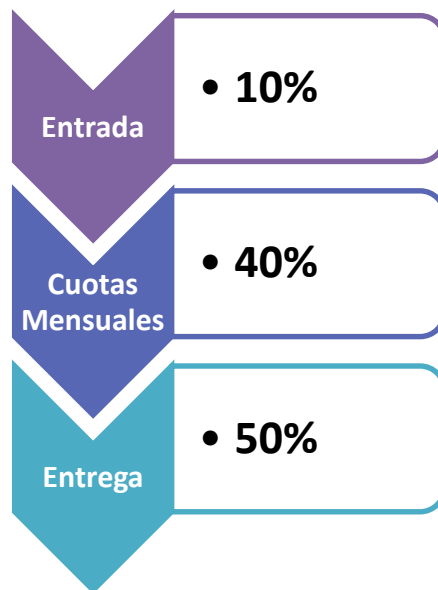 Entrada
• 10%
Cuotas
Mensuales
• 40%
Entrega
• 50%